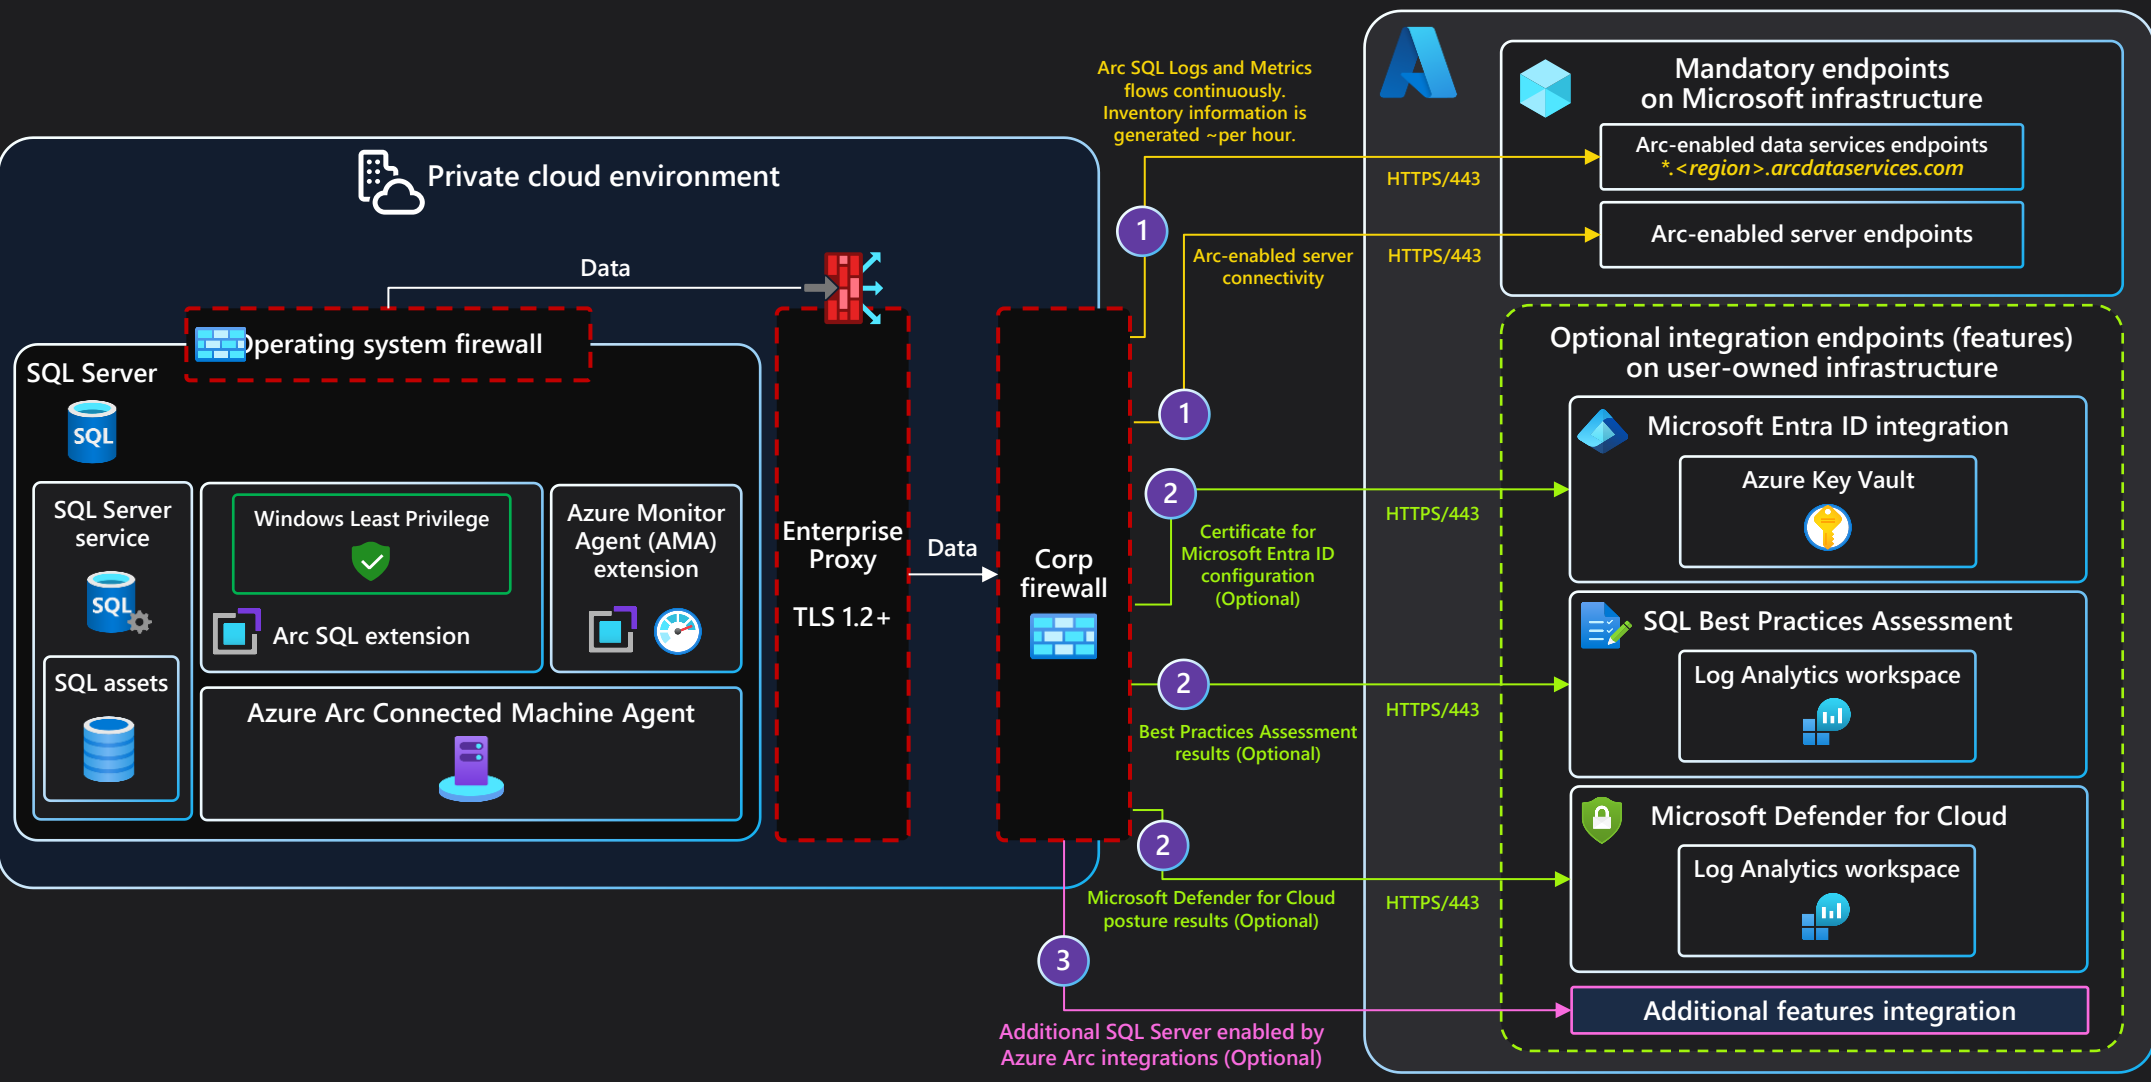 Private cloud environment
Data
Operating system firewall
SQL Server
SQL
SQL Server
service
SQL
SQL assets
Windows Least Privilege
Arc SQL extension
Azure Monitor
Agent (AMA)
extension
Azure Arc Connected Machine Agent
Enterprise
Proxy
TLS 1.2+
Data
Corp
firewall
Arc SQL Logs and Metrics
flows continuously.
Inventory information is
generated ~per hour.
1
HTTPS/443
Arc-enabled server
connectivity
1
HTTPS/443
2
Certificate for
Microsoft Entra ID
configuration
(Optional)
HTTPS/443
2
Best Practices Assessment
results (Optional)
HTTPS/443
2
Microsoft Defender for Cloud
posture results (Optional)
HTTPS/443
3
Additional SQL Server enabled by
Azure Arc integrations (Optional)
Mandatory endpoints
on Microsoft infrastructure
Arc-enabled data services endpoints
*.<region>.arcdataservices.com
Arc-enabled server endpoints
Optional integration endpoints (features)
on user-owned infrastructure
Microsoft Entra ID integration
Azure Key Vault
SQL Best Practices Assessment
Log Analytics workspace
Microsoft Defender for Cloud
Log Analytics workspace
Additional features integration